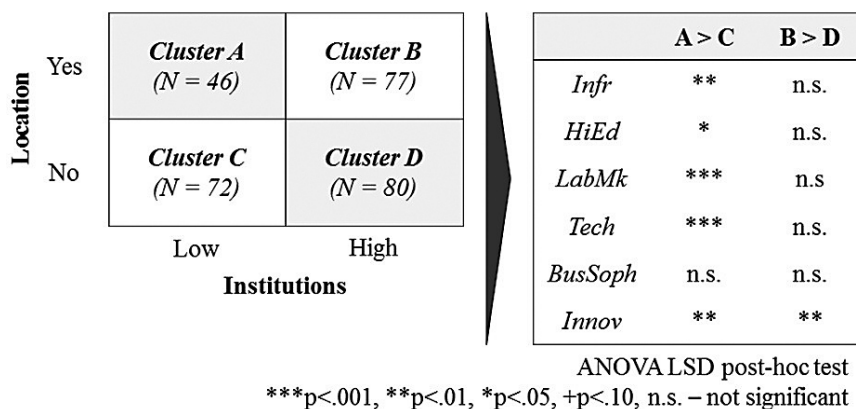 Location
Yes
No
Cluster A
(N = 46)
Cluster B
(N = 77)
Cluster C
(N = 72)
Cluster D
(N = 80)
Low
High
Institutions
A > C B > D
Infr ** n.s.
HiEd * n.s.
LabMk *** n.s
Tech *** n.s.
BusSoph n.s. n.s.
Innov ** **
ANOVA LSD post-hoc test
***p<.001, **p<.01, *p<.05, +p<.10, n.s. – not significant